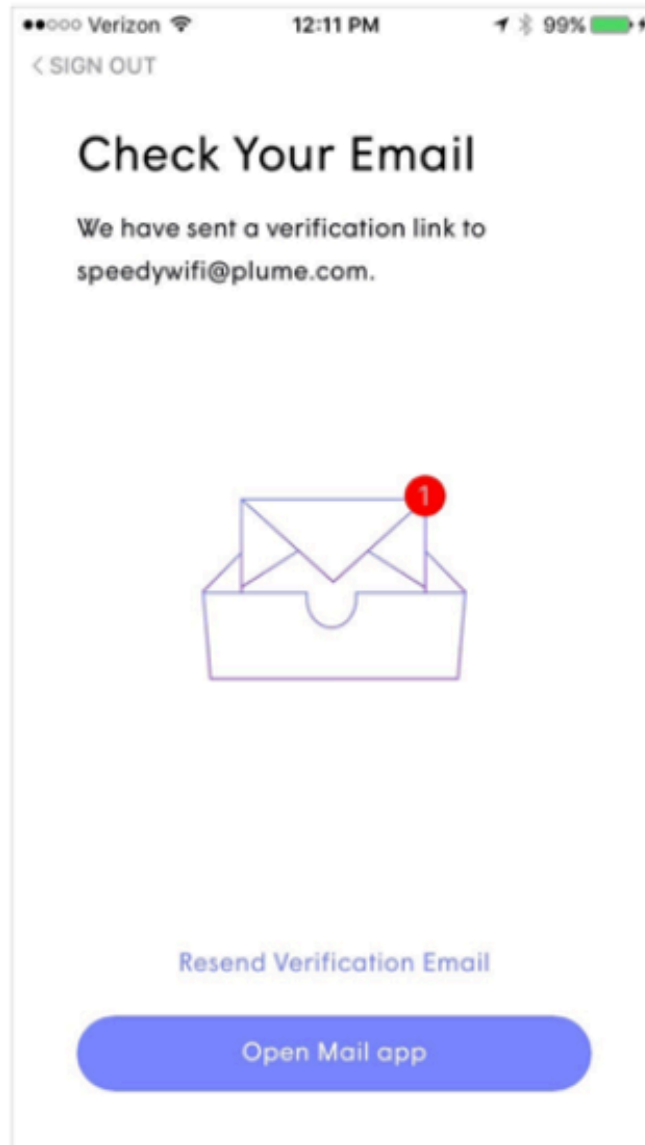 Verizon 12:11 PM 99%
< SIGN OUT
Check Your Email
We have sent a verification link to
speedywifi@plume.com.
1
Resend Verification Email
Open Mail app